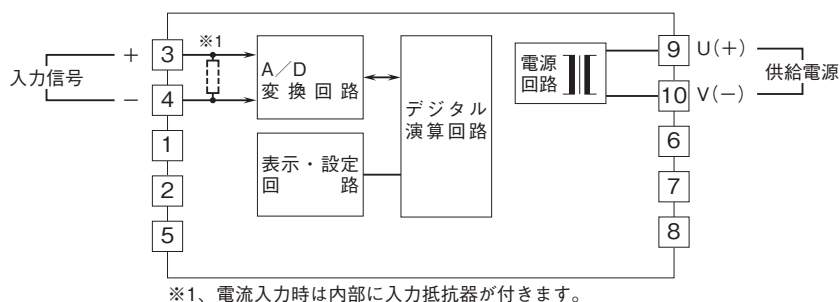 入力信号
+ 3
※1
− 4
1
2
5
A／D
変換回路
表示・設定
回路
デジタル
演算回路
電源
回路
9 U(+)
10 V(−)
供給電源
6
7
8
※1、電流入力時は内部に入力抵抗器が付きます。